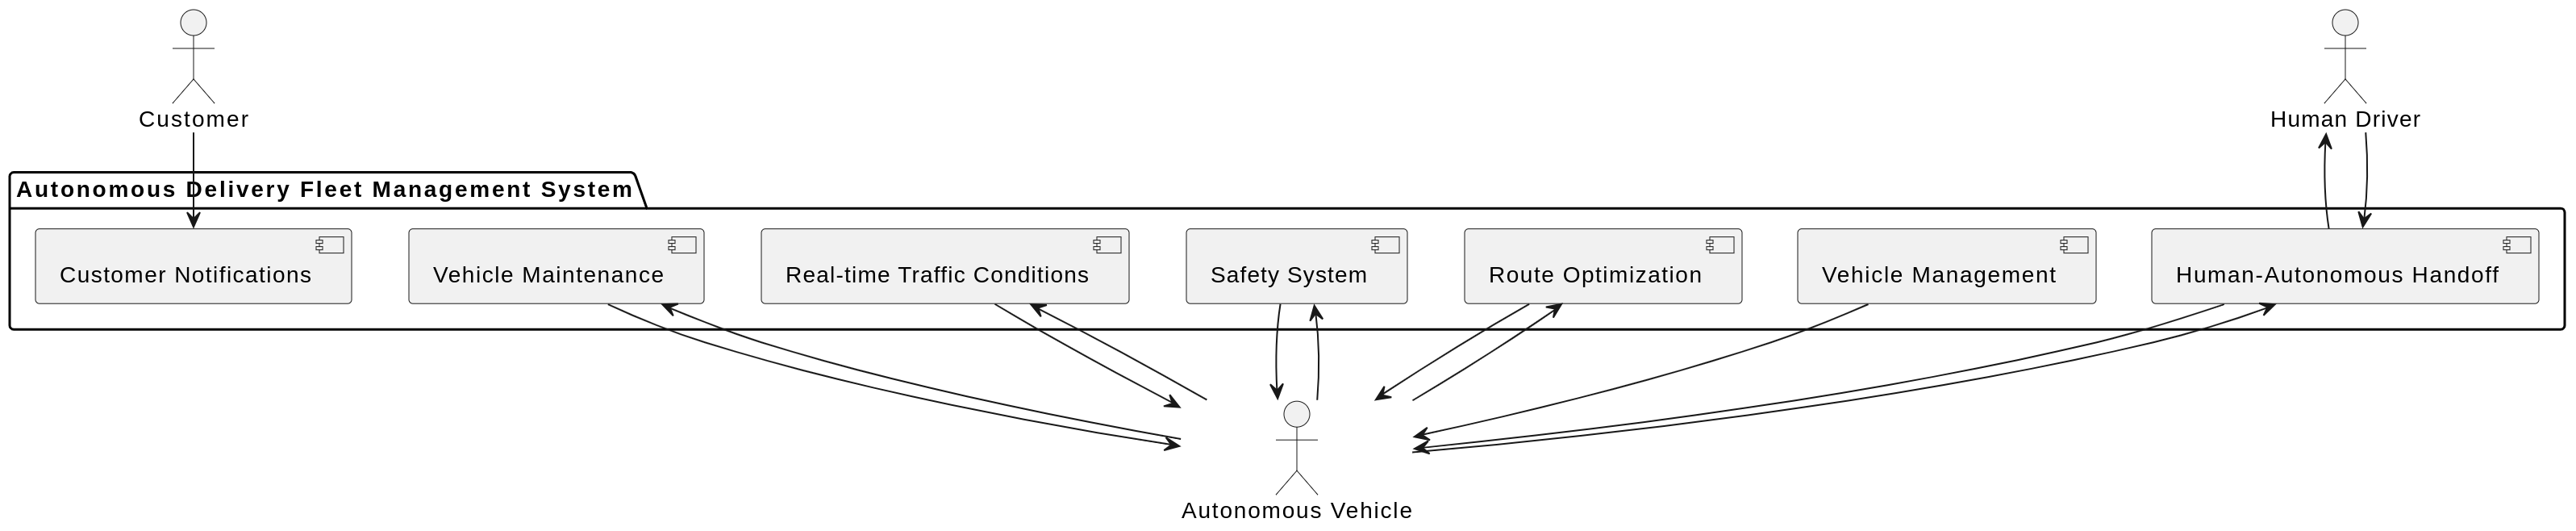 Customer
Human Driver
Autonomous Delivery Fleet Management System
Customer Notifications
Vehicle Maintenance
Real-time Traffic Conditions
Safety System
Route Optimization
Vehicle Management
Human-Autonomous Handoff
Autonomous Vehicle